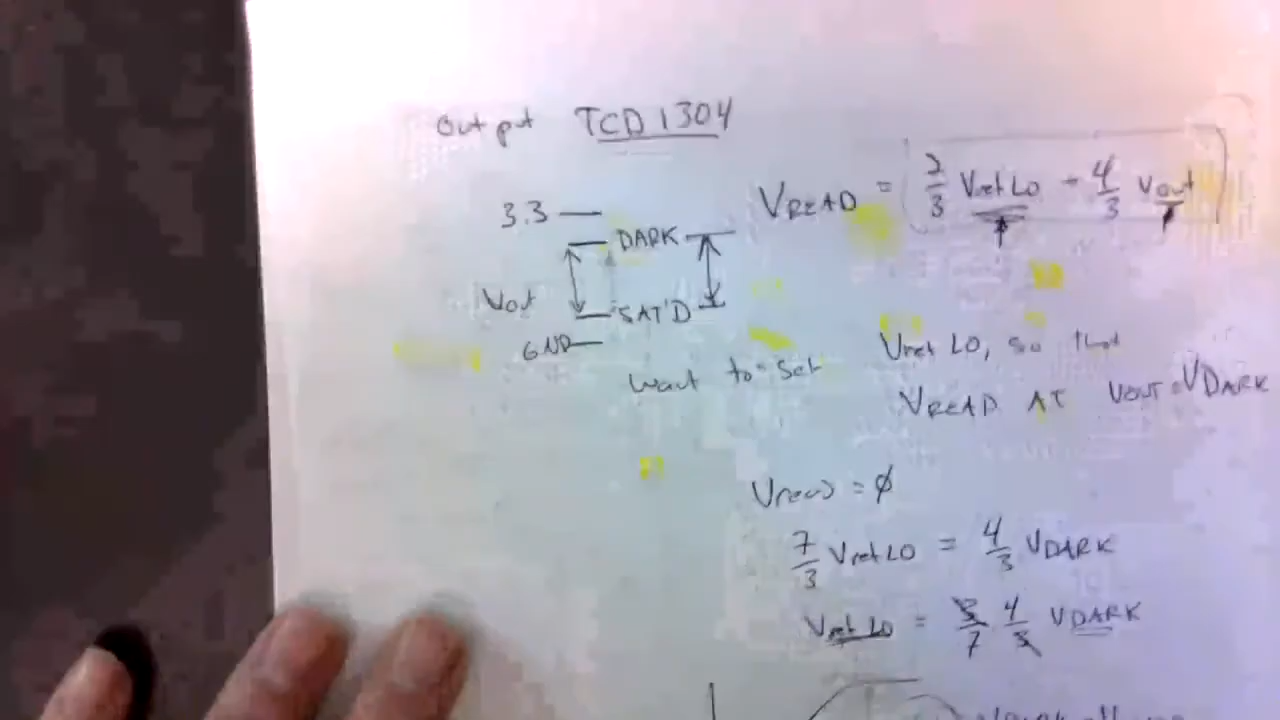 Output TCD1304
VREAD = 7/3 Vref LO - 4/3 Vout
3.3
DARK
Vout
SAT'D
GND
Want to set Vref LO, so that
VREAD AT VOUT=VDARK
Vread = ø
7/3 Vref LO = 4/3 VDARK
Vref LO = 3/7 4/3 VDARK